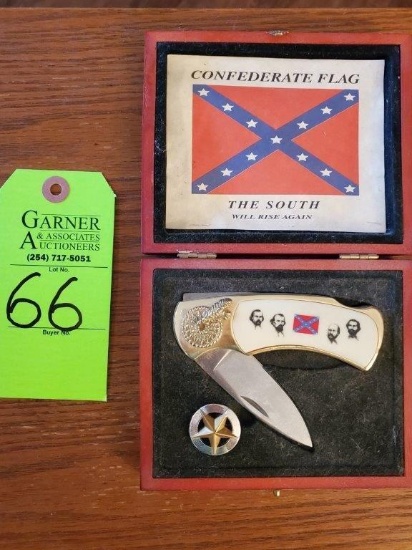 GARNER
& ASSOCIATES
AUCTIONEERS
(254) 717-5051
Lot No.
66
Buyer No.
CONFEDERATE FLAG
THE SOUTH
WILL RISE AGAIN